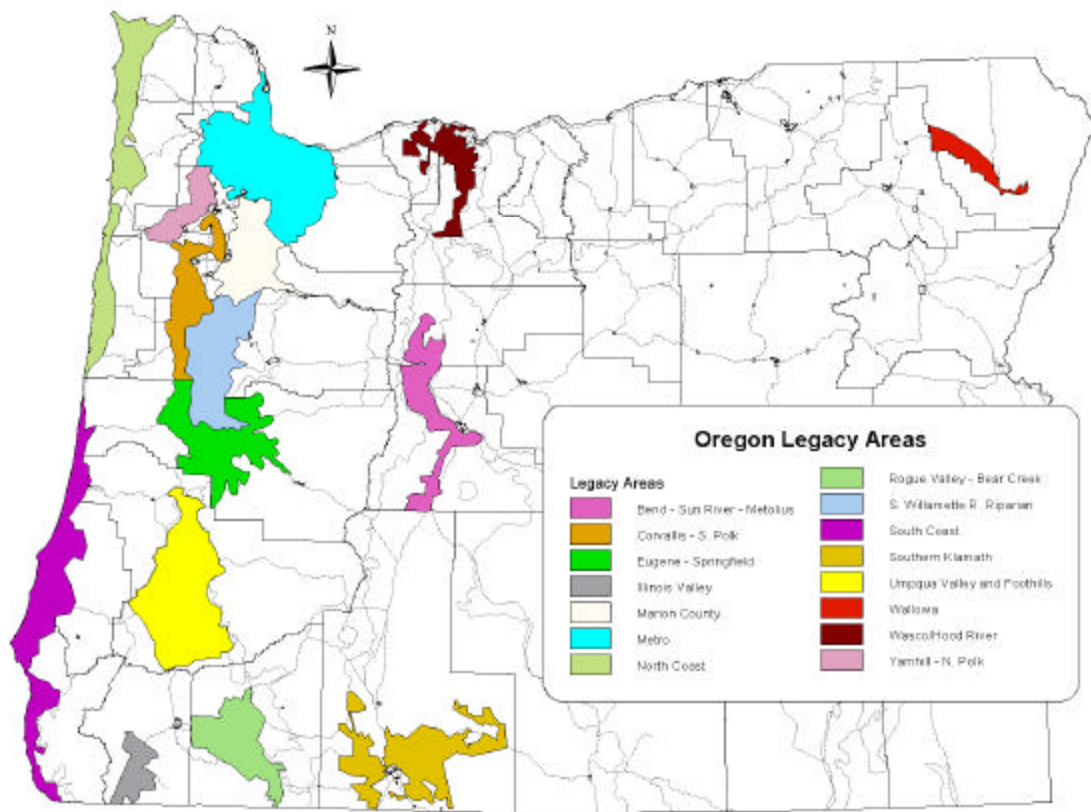 N
Oregon Legacy Areas
Legacy Areas
Bend - Sun River - Metolius
Corvallis - S. Polk
Eugene - Springfield
Illinois Valley
Marion County
Metro
North Coast
Rogue Valley - Bear Creek
S. Willamette R. Riparian
South Coast
Southern Klamath
Umpqua Valley and Foothills
Wallowa
Wasco/Hood River
Yamhill - N. Polk